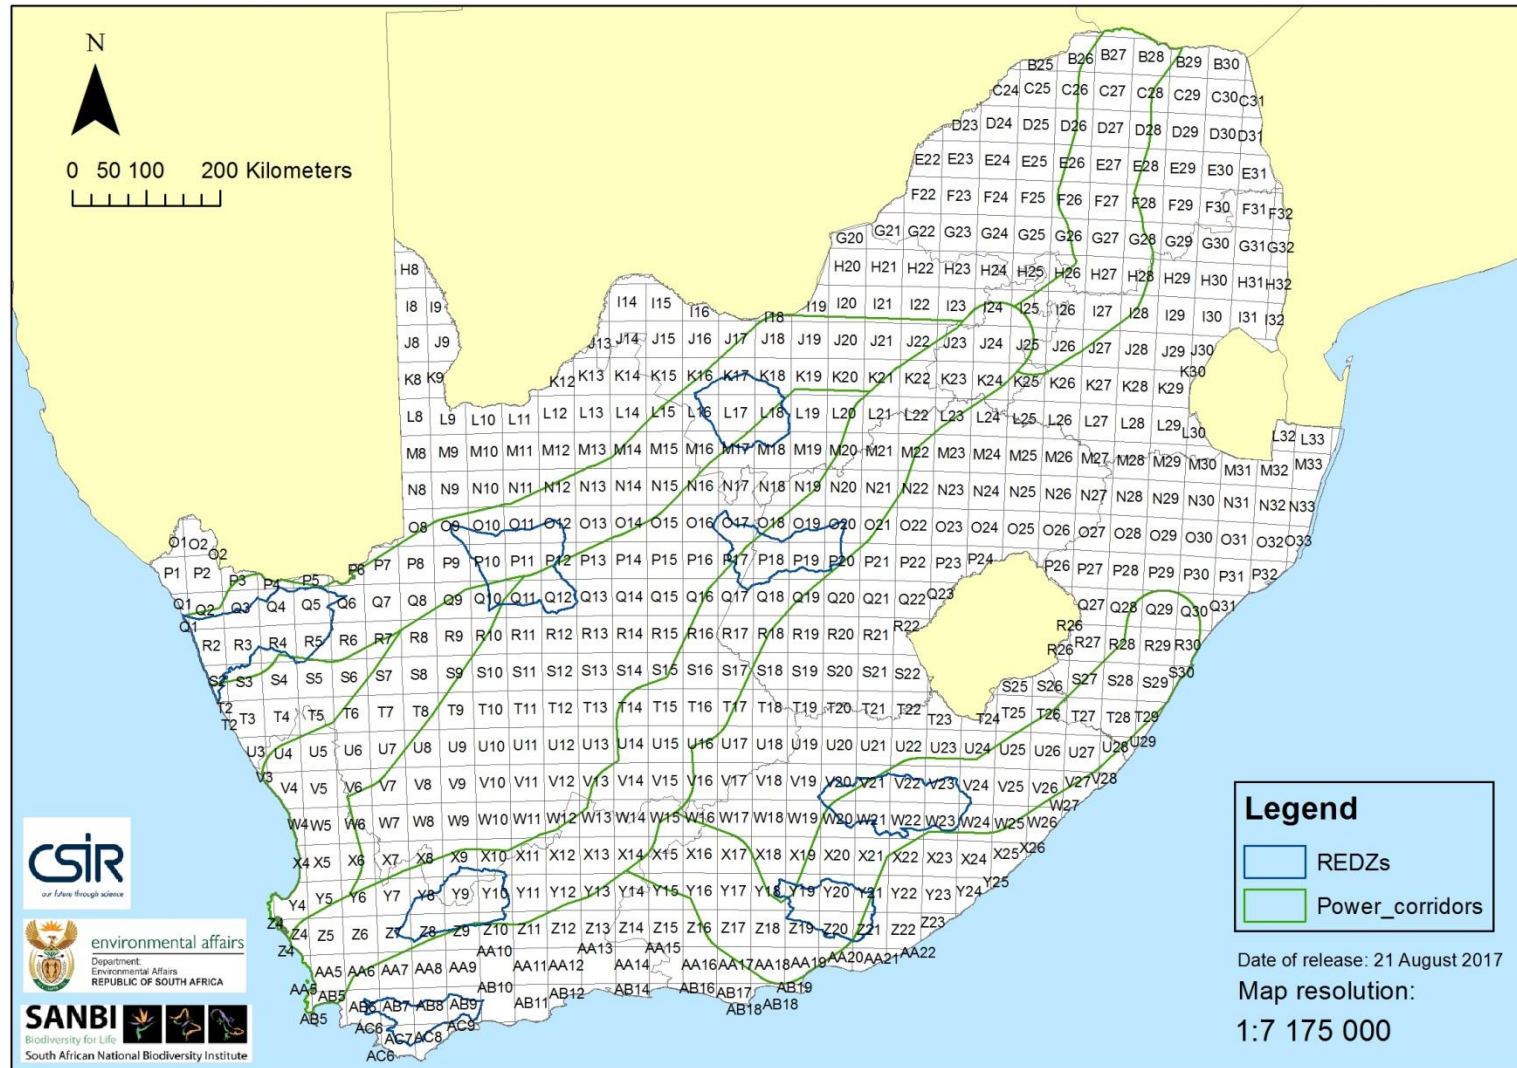 N
0 50 100 200 Kilometers
B25 B26 B27 B28 B29 B30
C24 C25 C26 C27 C28 C29 C30 C31
D23 D24 D25 D26 D27 D28 D29 D30 D31
E22 E23 E24 E25 E26 E27 E28 E29 E30 E31
F22 F23 F24 F25 F26 F27 F28 F29 F30 F31 F32
G20 G21 G22 G23 G24 G25 G26 G27 G28 G29 G30 G31 G32
H8 H20 H21 H22 H23 H24 H25 H26 H27 H28 H29 H30 H31 H32
I8 I9 I14 I15 I16 I18 I19 I20 I21 I22 I23 I24 I25 I26 I27 I28 I29 I30 I31 I32
J8 J9 J13 J14 J15 J16 J17 J18 J19 J20 J21 J22 J23 J24 J25 J26 J27 J28 J29 J30
K8 K9 K12 K13 K14 K15 K16 K17 K18 K19 K20 K21 K22 K23 K24 K25 K26 K27 K28 K29 K30
L8 L9 L10 L11 L12 L13 L14 L15 L16 L17 L18 L19 L20 L21 L22 L23 L24 L25 L26 L27 L28 L29 L30 L32 L33
M8 M9 M10 M11 M12 M13 M14 M15 M16 M17 M18 M19 M20 M21 M22 M23 M24 M25 M26 M27 M28 M29 M30 M31 M32 M33
N8 N9 N10 N11 N12 N13 N14 N15 N16 N17 N18 N19 N20 N21 N22 N23 N24 N25 N26 N27 N28 N29 N30 N31 N32 N33
O1 O2 O2 O8 O9 O10 O11 O12 O13 O14 O15 O16 O17 O18 O19 O20 O21 O22 O23 O24 O25 O26 O27 O28 O29 O30 O31 O32 O33
P1 P2 P3 P4 P5 P6 P7 P8 P9 P10 P11 P12 P13 P14 P15 P16 P17 P18 P19 P20 P21 P22 P23 P24 P26 P27 P28 P29 P30 P31 P32
Q1 Q1 Q2 Q3 Q4 Q5 Q6 Q7 Q8 Q9 Q10 Q11 Q12 Q13 Q14 Q15 Q16 Q17 Q18 Q19 Q20 Q21 Q22 Q23 Q27 Q28 Q29 Q30 Q31
R2 R3 R4 R5 R6 R7 R8 R9 R10 R11 R12 R13 R14 R15 R16 R17 R18 R19 R20 R21 R22 R26 R26 R27 R28 R29 R30
S2 S3 S4 S5 S6 S7 S8 S9 S10 S11 S12 S13 S14 S15 S16 S17 S18 S19 S20 S21 S22 S25 S26 S27 S28 S29 S30
T2 T2 T3 T4 T5 T6 T7 T8 T9 T10 T11 T12 T13 T14 T15 T16 T17 T18 T19 T20 T21 T22 T23 T24 T25 T26 T27 T28 T29
U3 U4 U5 U6 U7 U8 U9 U10 U11 U12 U13 U14 U15 U16 U17 U18 U19 U20 U21 U22 U23 U24 U25 U26 U27 U28 U29
V3 V4 V5 V6 V7 V8 V9 V10 V11 V12 V13 V14 V15 V16 V17 V18 V19 V20 V21 V22 V23 V24 V25 V26 V27 V28
W4 W5 W6 W7 W8 W9 W10 W11 W12 W13 W14 W15 W16 W17 W18 W19 W20 W21 W22 W23 W24 W25 W26 W27
X4 X5 X6 X7 X8 X9 X10 X11 X12 X13 X14 X15 X16 X17 X18 X19 X20 X21 X22 X23 X24 X25 X26
Y4 Y5 Y6 Y7 Y8 Y9 Y10 Y11 Y12 Y13 Y14 Y15 Y16 Y17 Y18 Y19 Y20 Y21 Y22 Y23 Y24 Y25
Z4 Z4 Z4 Z5 Z6 Z7 Z8 Z9 Z10 Z11 Z12 Z13 Z14 Z15 Z16 Z17 Z18 Z19 Z20 Z21 Z22 Z23
AA5 AA5 AA6 AA7 AA8 AA9 AA10 AA11 AA12 AA13 AA14 AA15 AA16 AA17 AA18 AA19 AA20 AA21 AA22
AB5 AB5 AB6 AB7 AB8 AB9 AB10 AB11 AB12 AB14 AB16 AB17 AB18 AB18 AB19
AC6 AC6 AC7 AC8 AC9
CSIR
our future through science
environmental affairs
Department:
Environmental Affairs
REPUBLIC OF SOUTH AFRICA
SANBI
Biodiversity for Life
South African National Biodiversity Institute
Legend
REDZs
Power_corridors
Date of release: 21 August 2017
Map resolution:
1:7 175 000